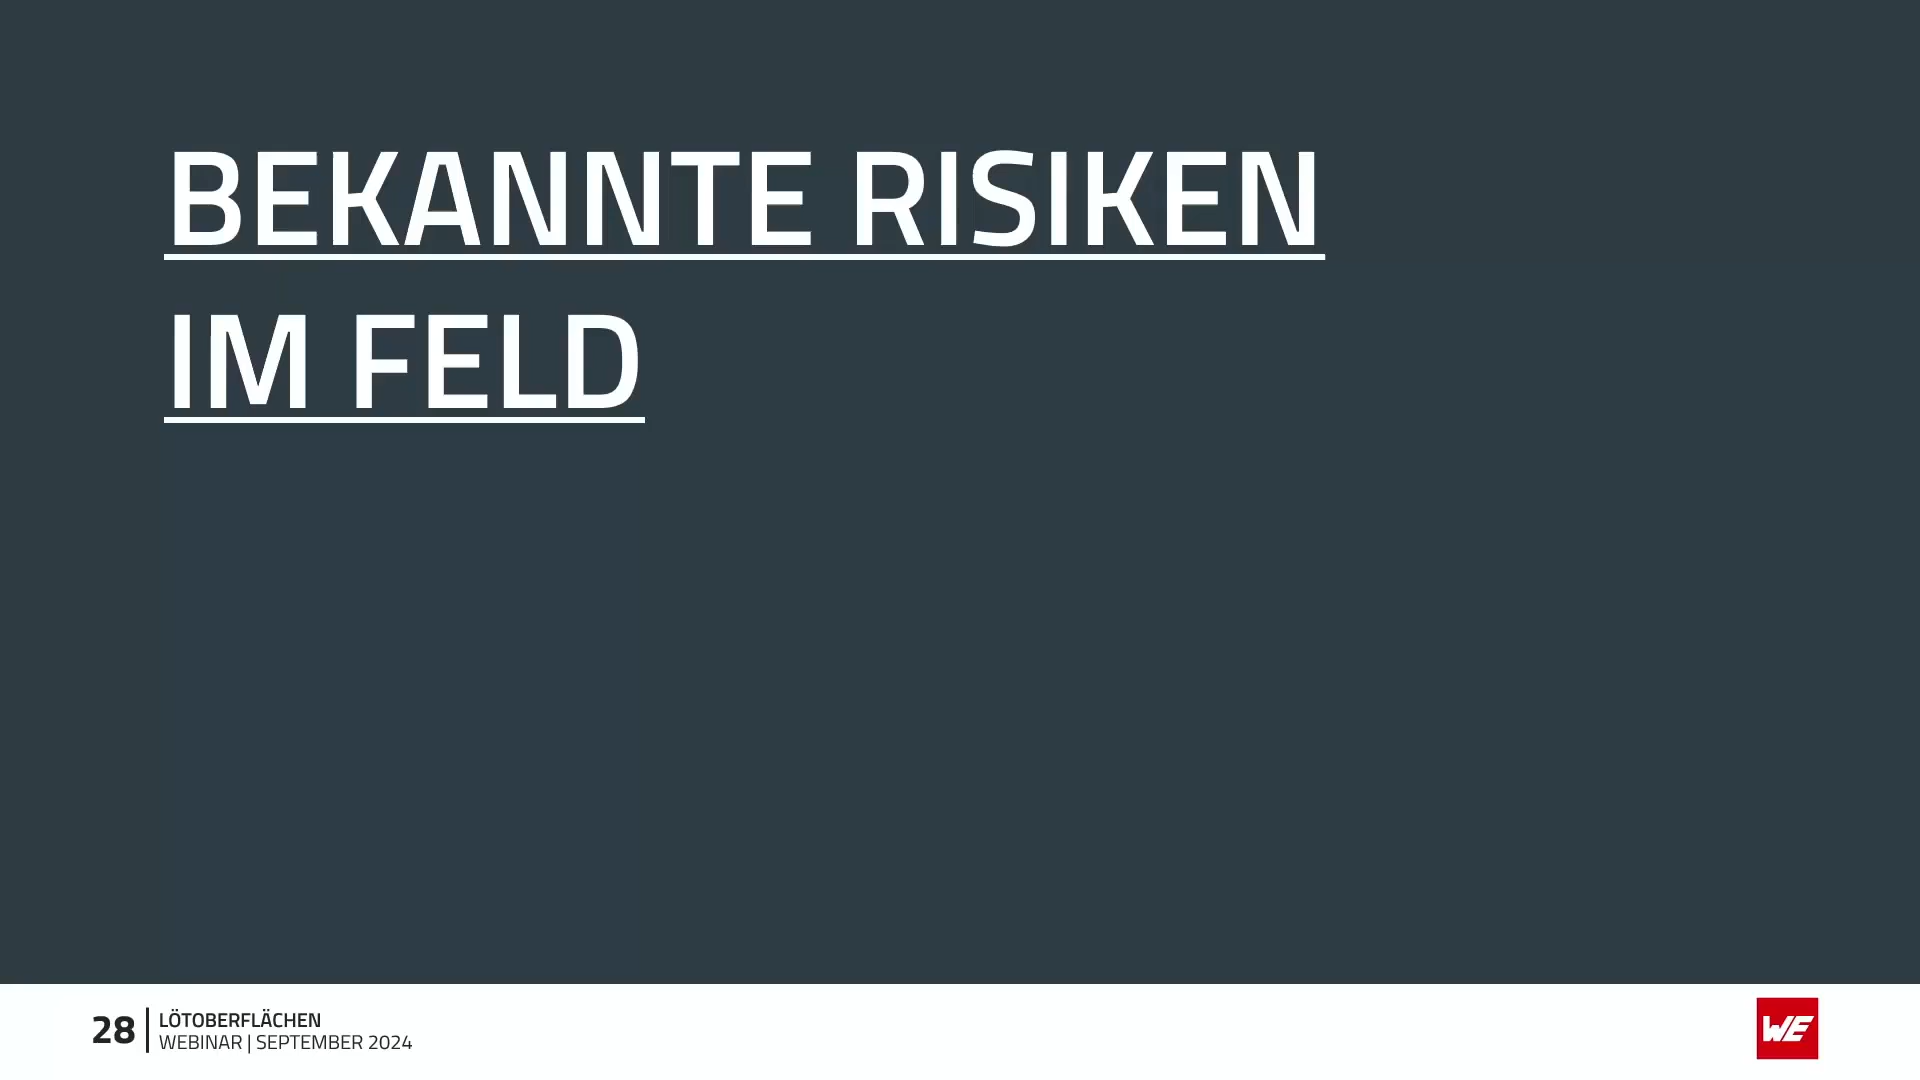 BEKANNTE RISIKEN
IM FELD
28
LÖTOBERFLÄCHEN
WEBINAR | SEPTEMBER 2024
WE